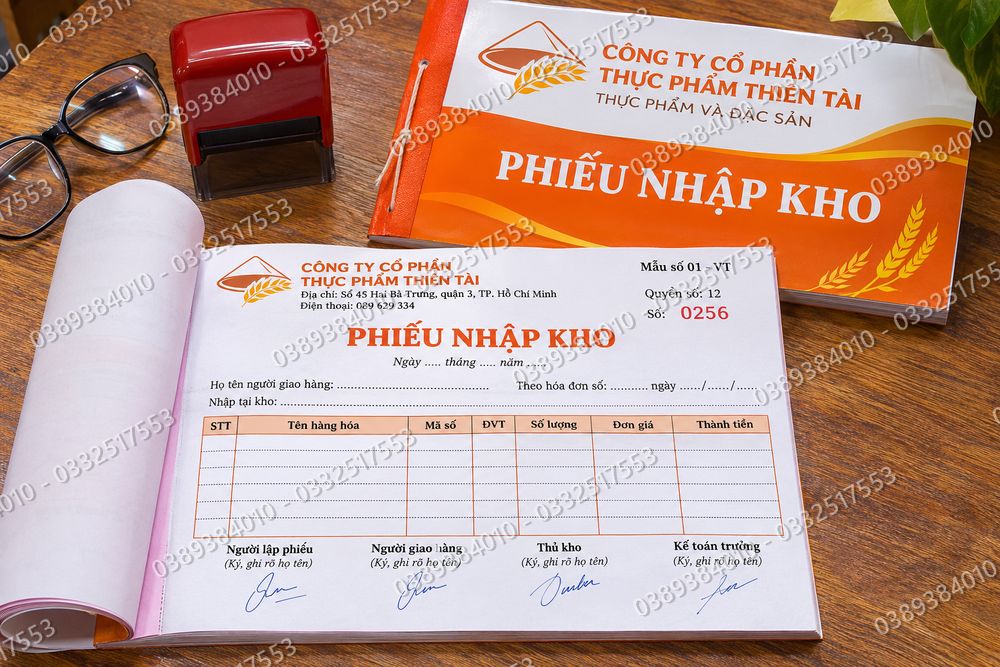 CÔNG TY CỔ PHẦN
THỰC PHẨM THIÊN TÀI
THỰC PHẨM VÀ ĐẶC SẢN
PHIẾU NHẬP KHO
CÔNG TY CỔ PHẦN
THỰC PHẨM THIÊN TÀI
Địa chỉ: Số 45 Hai Bà Trưng, quận 3, TP. Hồ Chí Minh
Điện thoại: 089 629 334
Mẫu số 01 - VT
Quyển số: 12
Số: 0256
PHIẾU NHẬP KHO
Ngày ..... tháng ..... năm .....
Họ tên người giao hàng: ........................................ Theo hóa đơn số: ........... ngày ...../...../.....
Nhập tại kho: ................................................................................
STT Tên hàng hóa Mã số ĐVT Số lượng Đơn giá Thành tiền
Người lập phiếu Người giao hàng Thủ kho Kế toán trưởng
(Ký, ghi rõ họ tên) (Ký, ghi rõ họ tên) (Ký, ghi rõ họ tên) (Ký, ghi rõ họ tên)
0389384010 - 0332517553